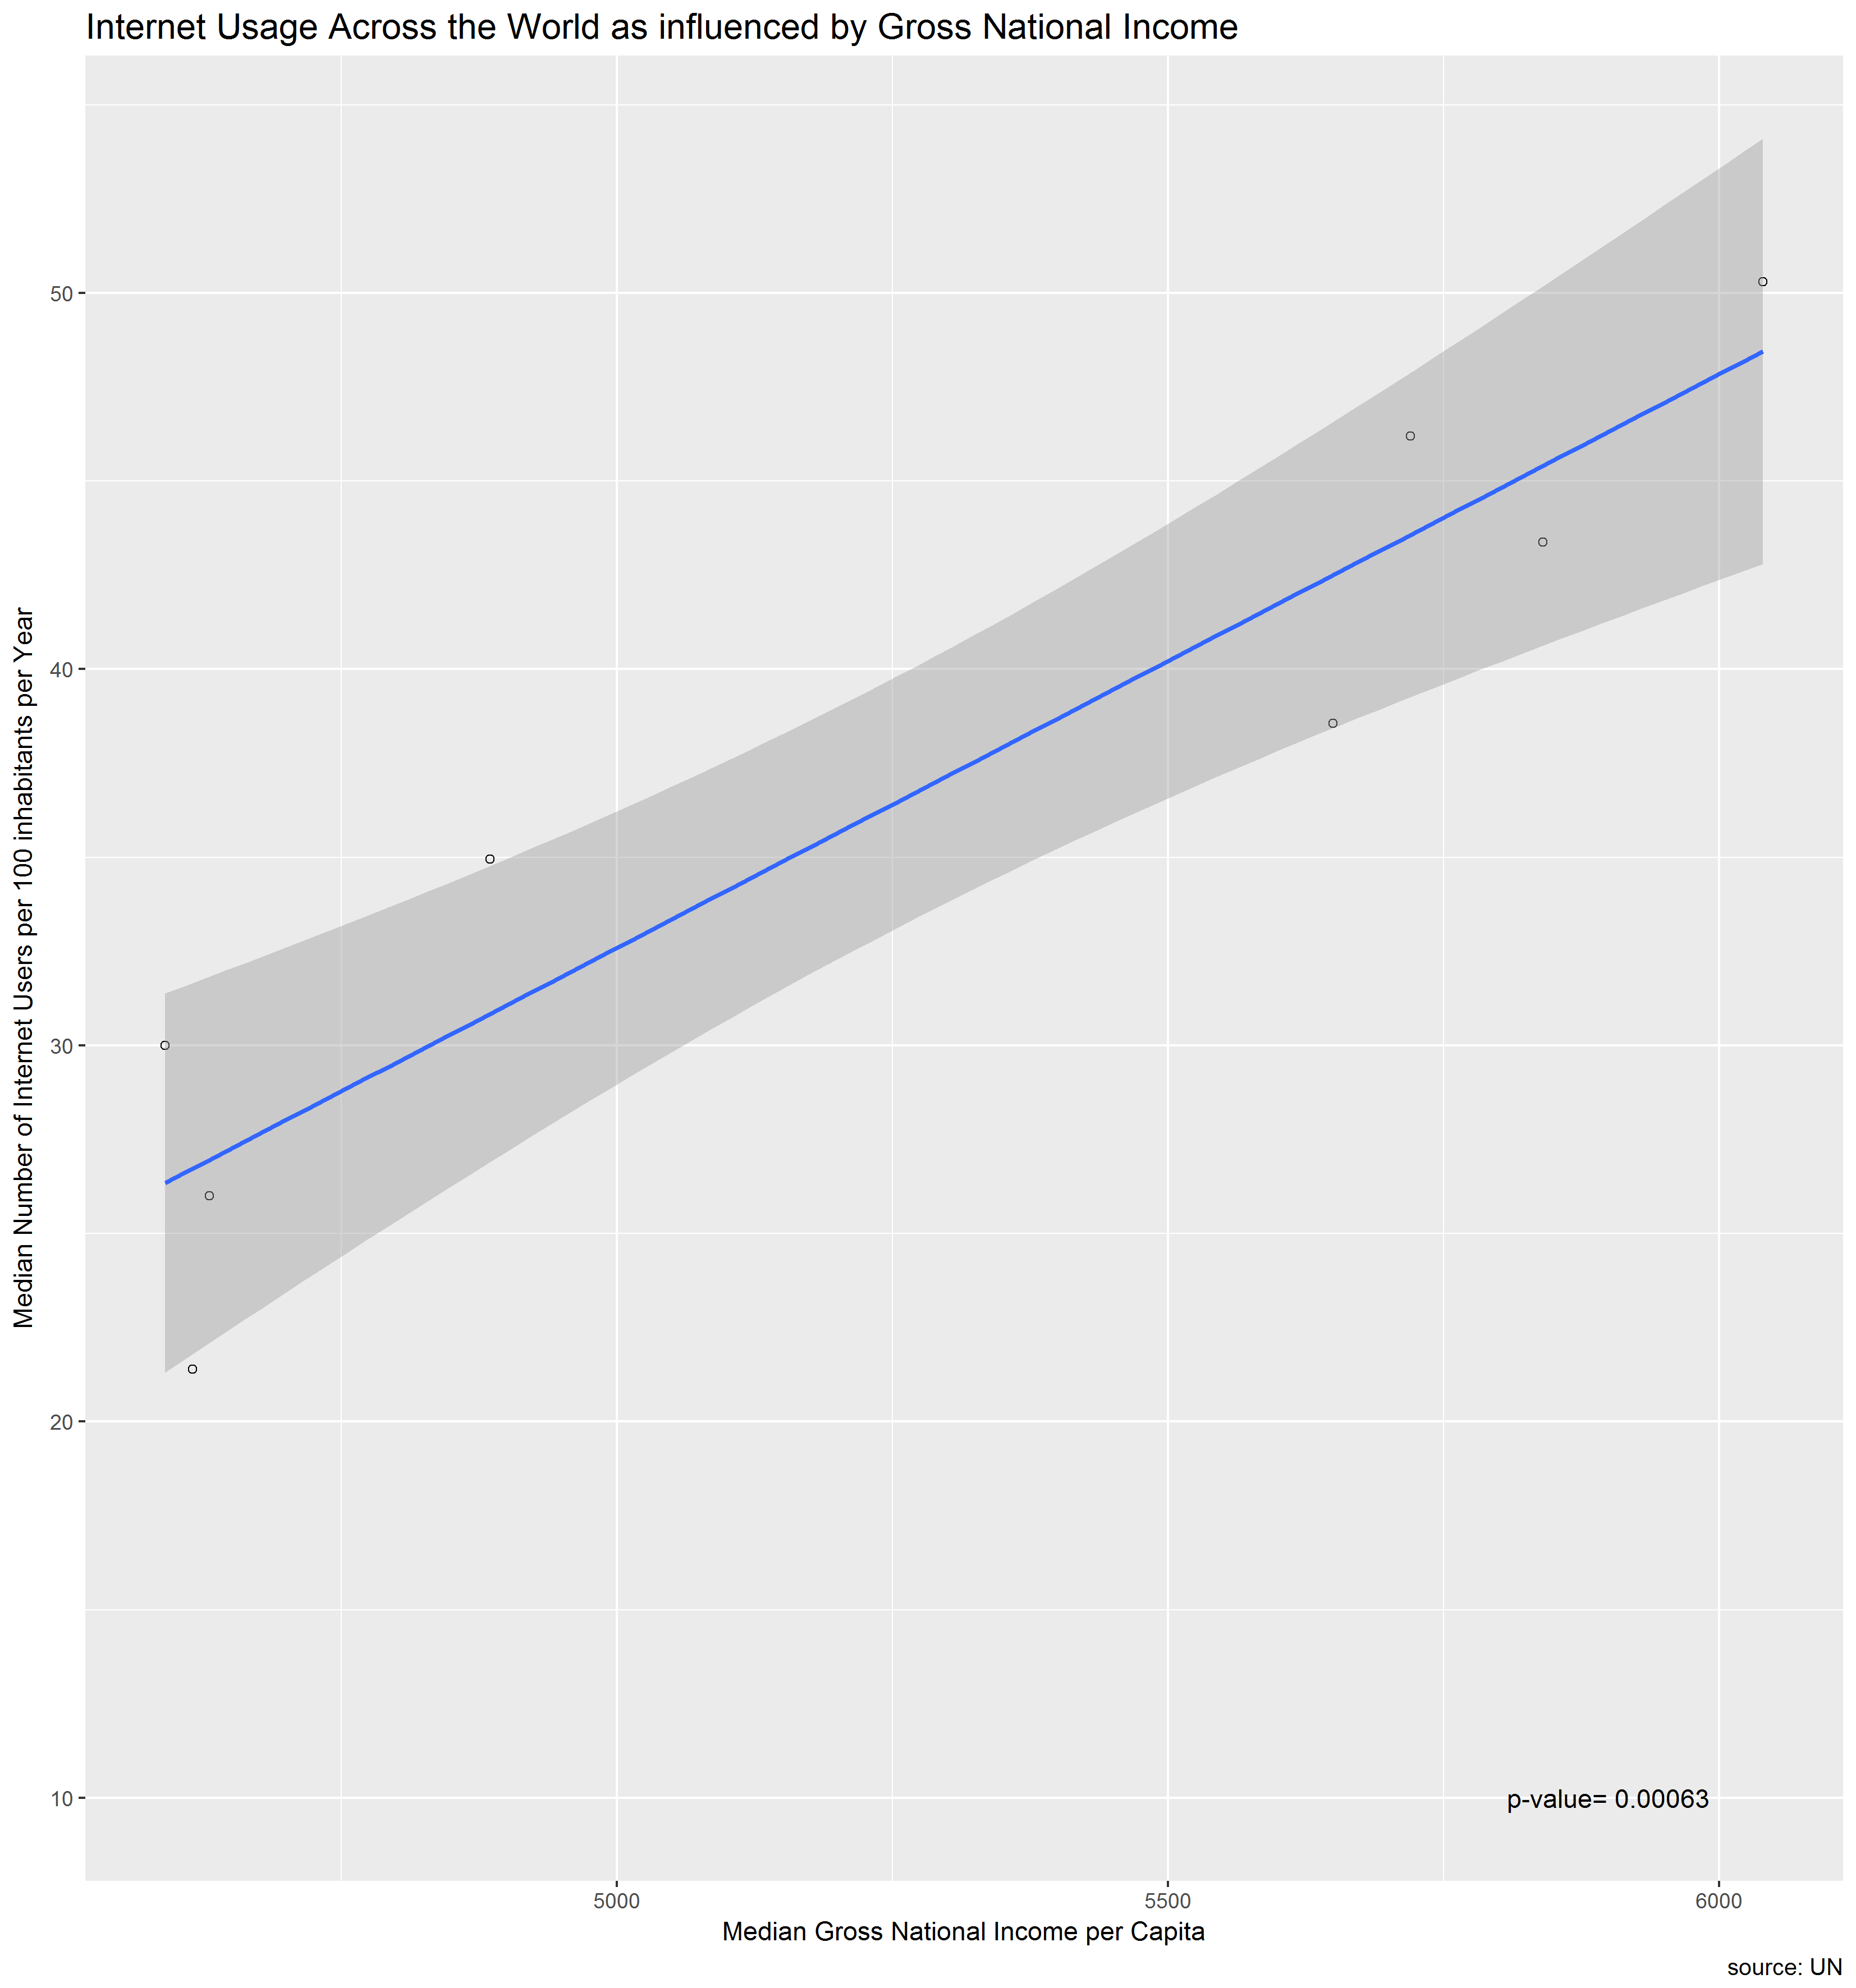 Internet Usage Across the World as influenced by Gross National Income
Median Number of Internet Users per 100 inhabitants per Year
50
40
30
20
10
p-value= 0.00063
5000
5500
6000
Median Gross National Income per Capita
source: UN